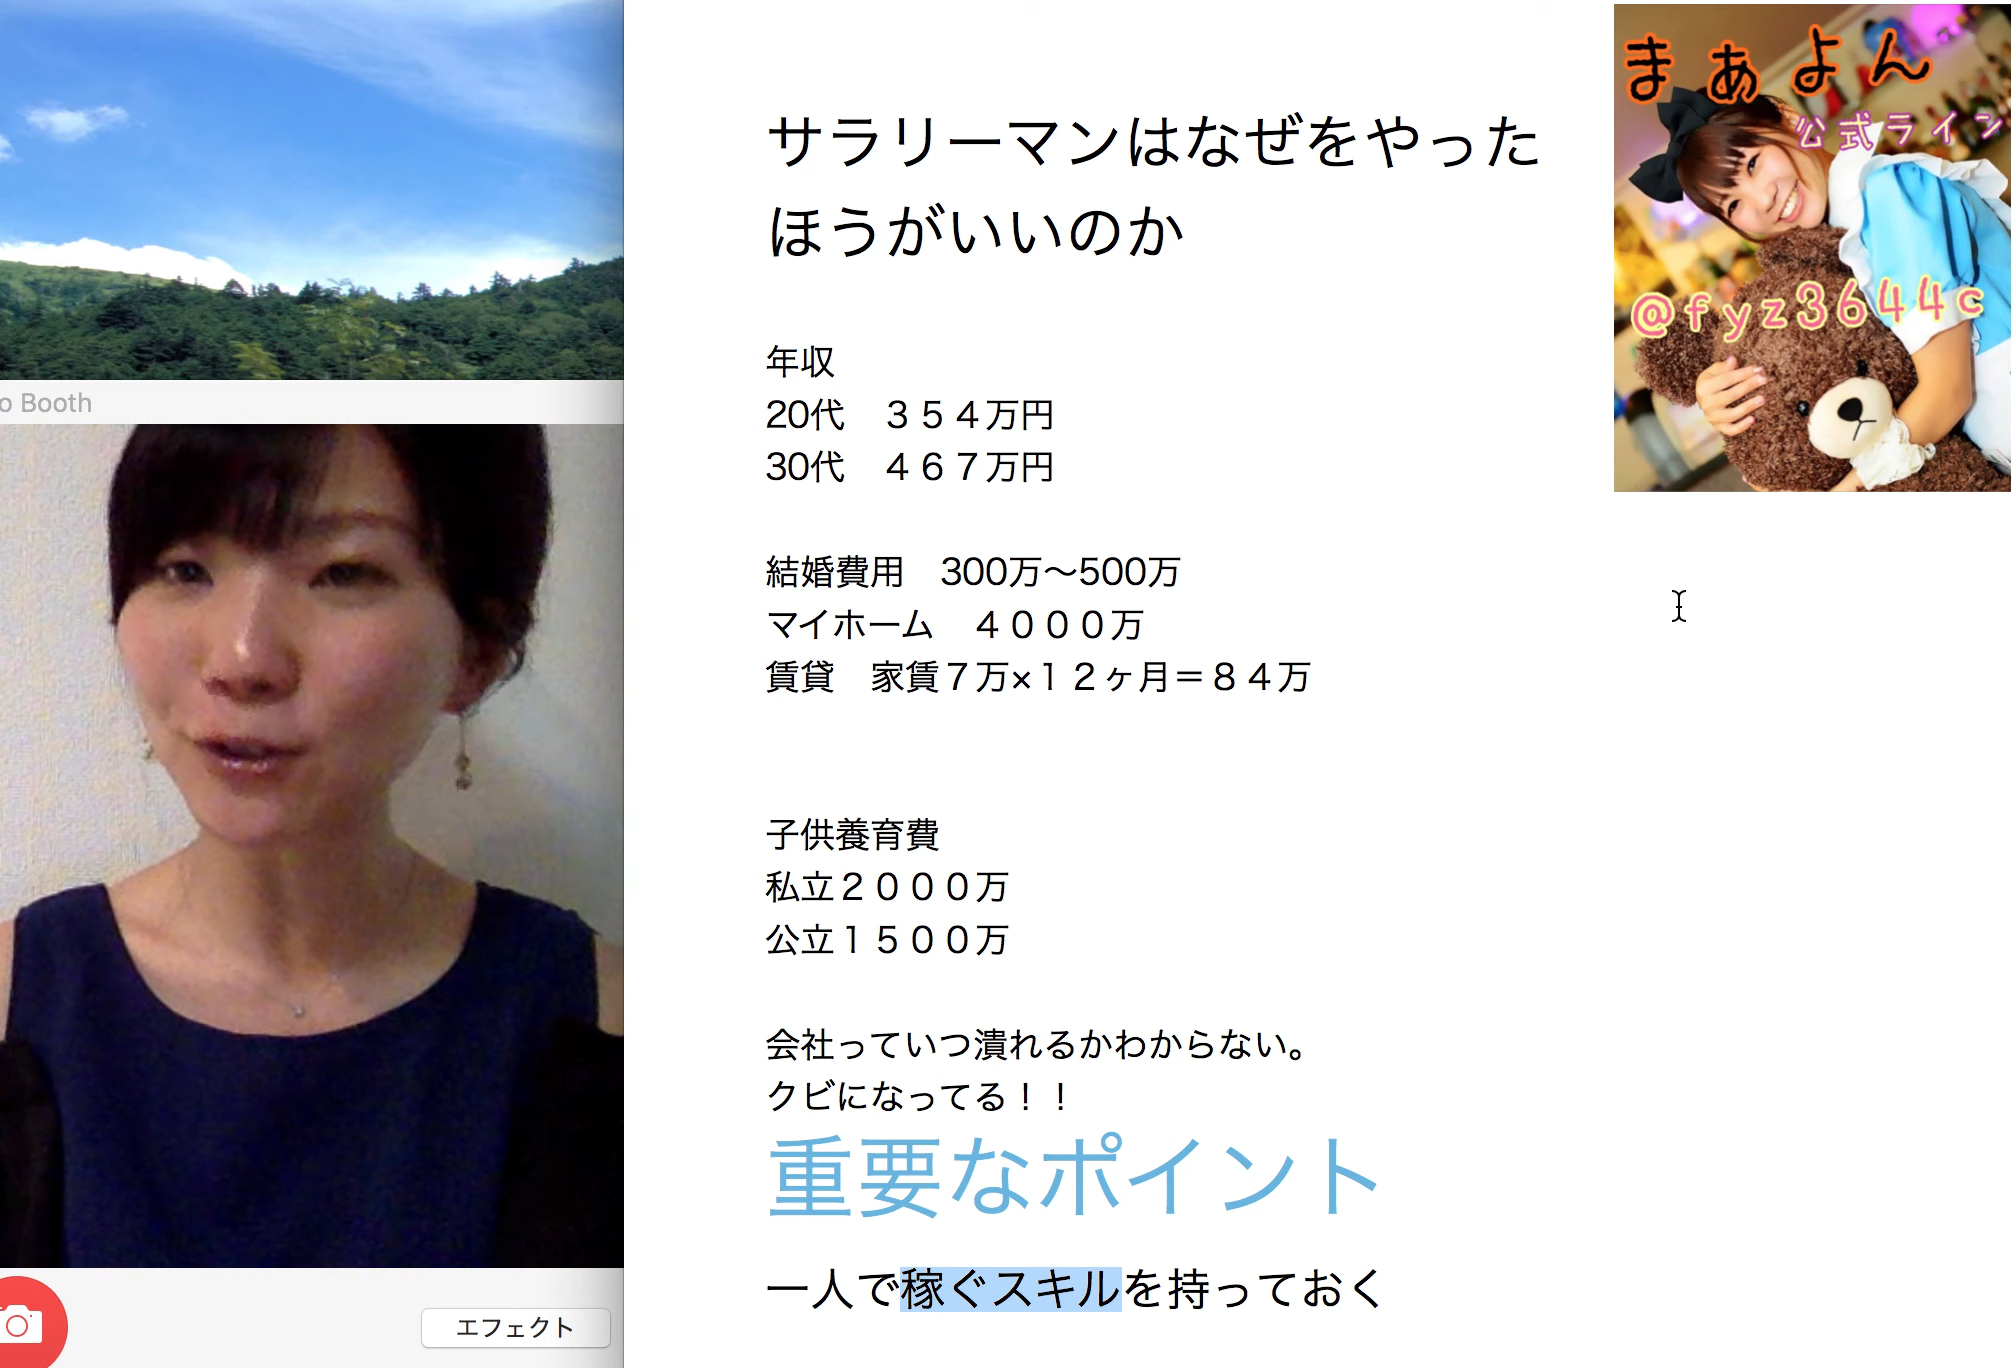 o Booth
エフェクト
サラリーマンはなぜをやった
ほうがいいのか
年収
20代　３５４万円
30代　４６７万円
結婚費用　300万〜500万
マイホーム　４０００万
賃貸　家賃７万×１２ヶ月＝８４万
子供養育費
私立２０００万
公立１５００万
会社っていつ潰れるかわからない。
クビになってる！！
重要なポイント
一人で稼ぐスキルを持っておく
まぁよん
公式ライン
@fyz3644c